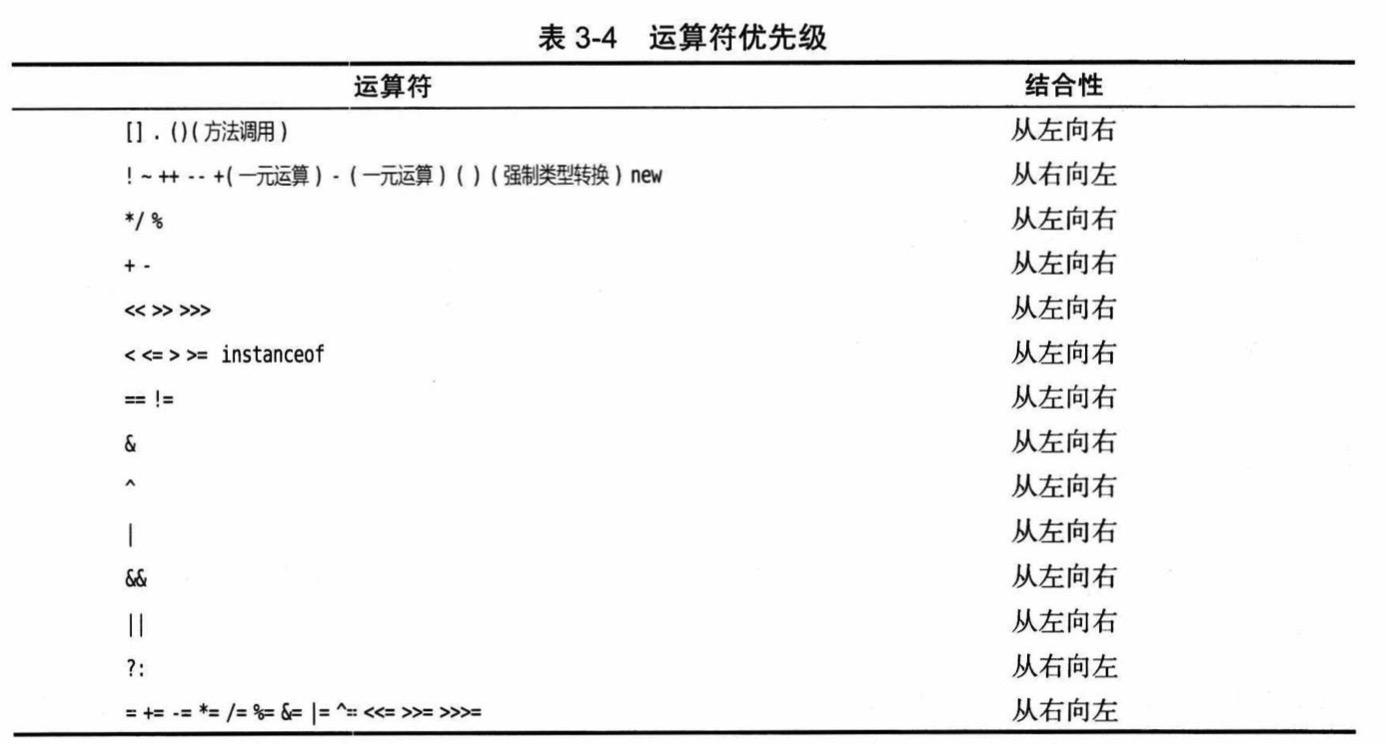 表 3-4 运算符优先级
运算符 结合性
[] . ()(方法调用) 从左向右
! ~ ++ -- +(一元运算) - (一元运算) ( ) (强制类型转换) new 从右向左
*/ % 从左向右
+ - 从左向右
<< >> >>> 从左向右
< <= > >= instanceof 从左向右
== != 从左向右
& 从左向右
^ 从左向右
| 从左向右
&& 从左向右
|| 从左向右
?: 从右向左
= += -= *= /= %= &= |= ^= <<= >>= >>>= 从右向左